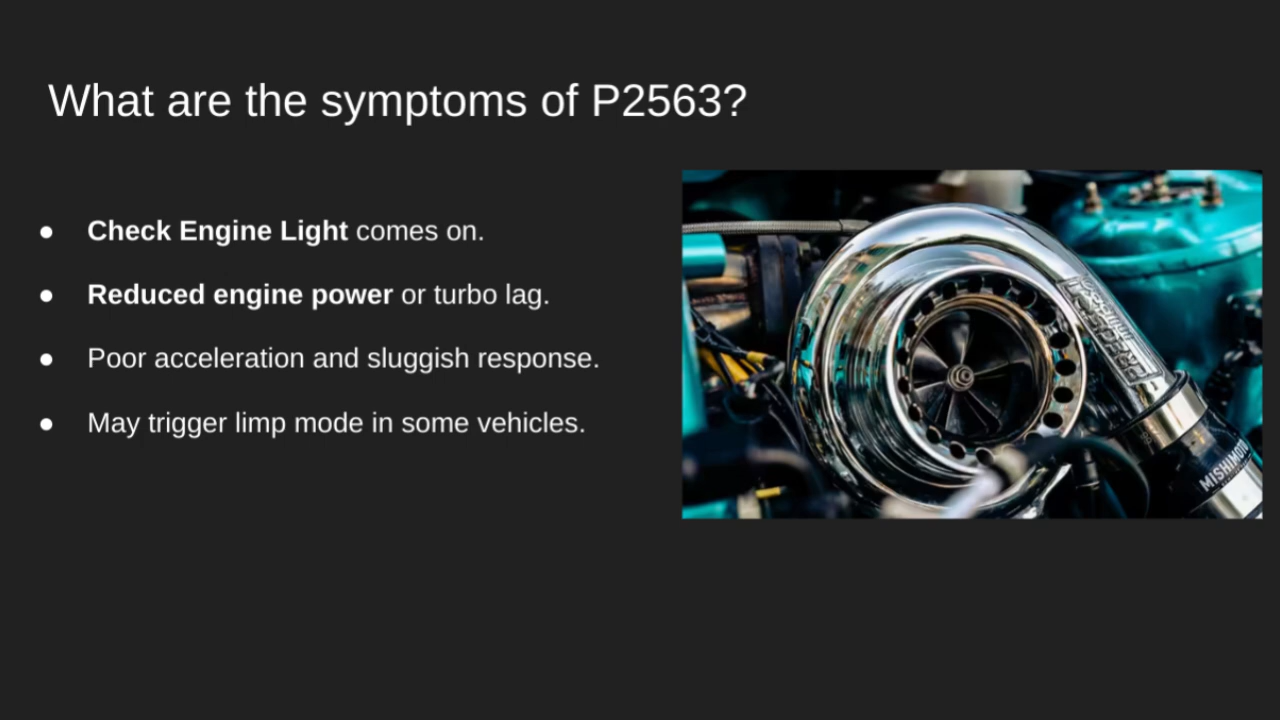 What are the symptoms of P2563?
● Check Engine Light comes on.
● Reduced engine power or turbo lag.
● Poor acceleration and sluggish response.
● May trigger limp mode in some vehicles.
MISHIMOTO